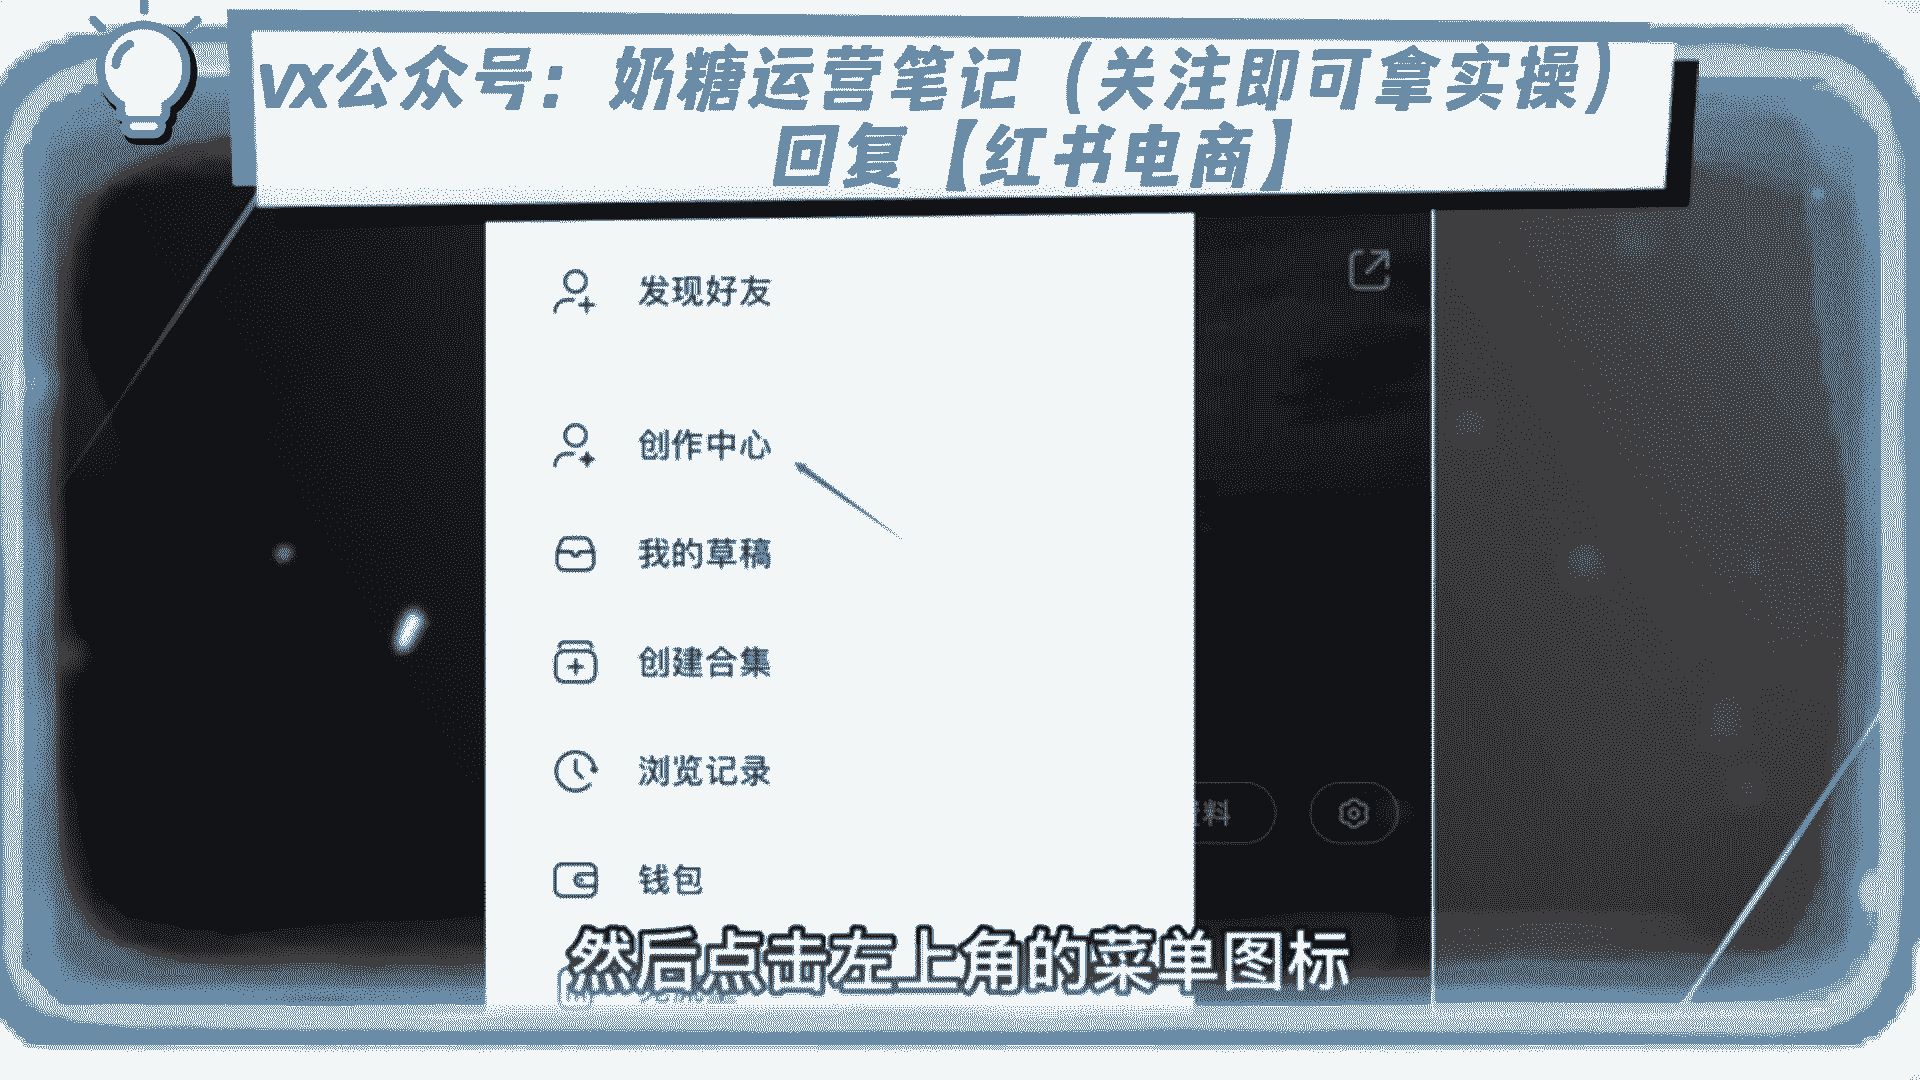 vx公众号：奶糖运营笔记（关注即可拿实操）
回复【红书电商】
发现好友
创作中心
我的草稿
创建合集
浏览记录
料
钱包
然后点击左上角的菜单图标